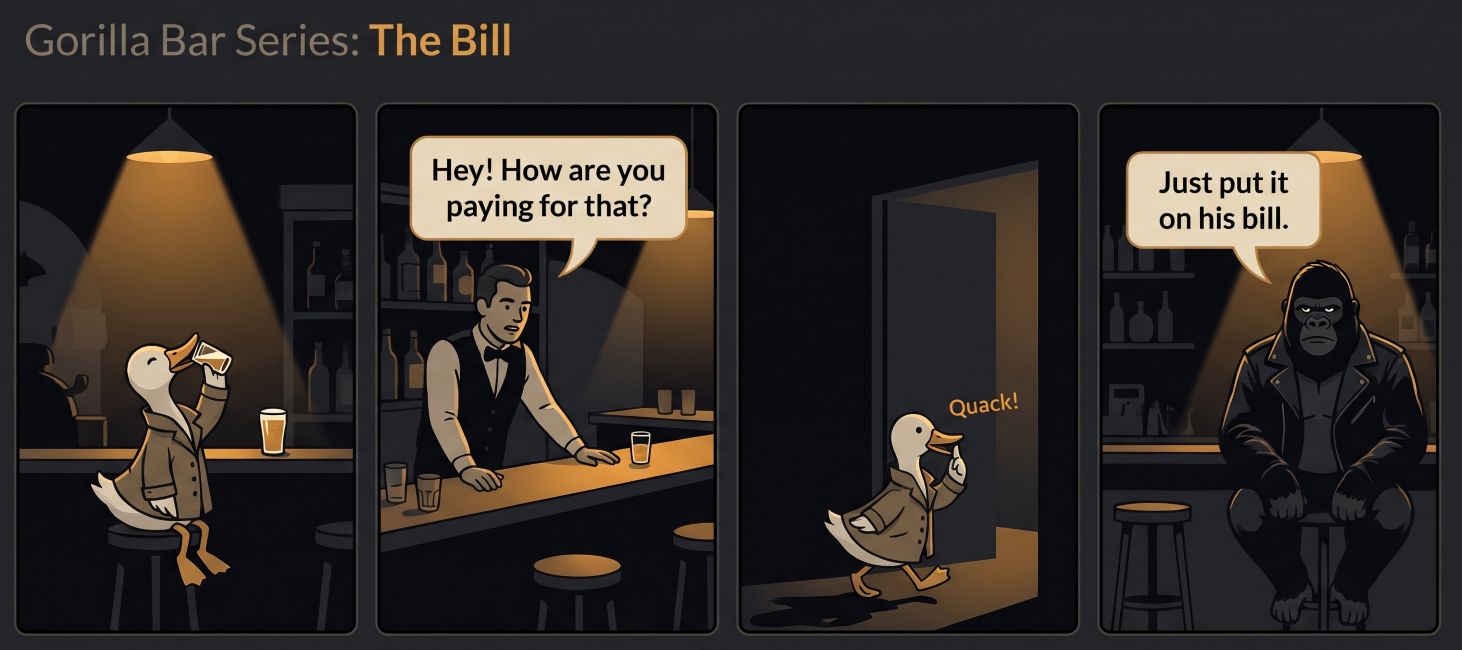 Gorilla Bar Series: The Bill
Hey! How are you
paying for that?
Quack!
Just put it
on his bill.